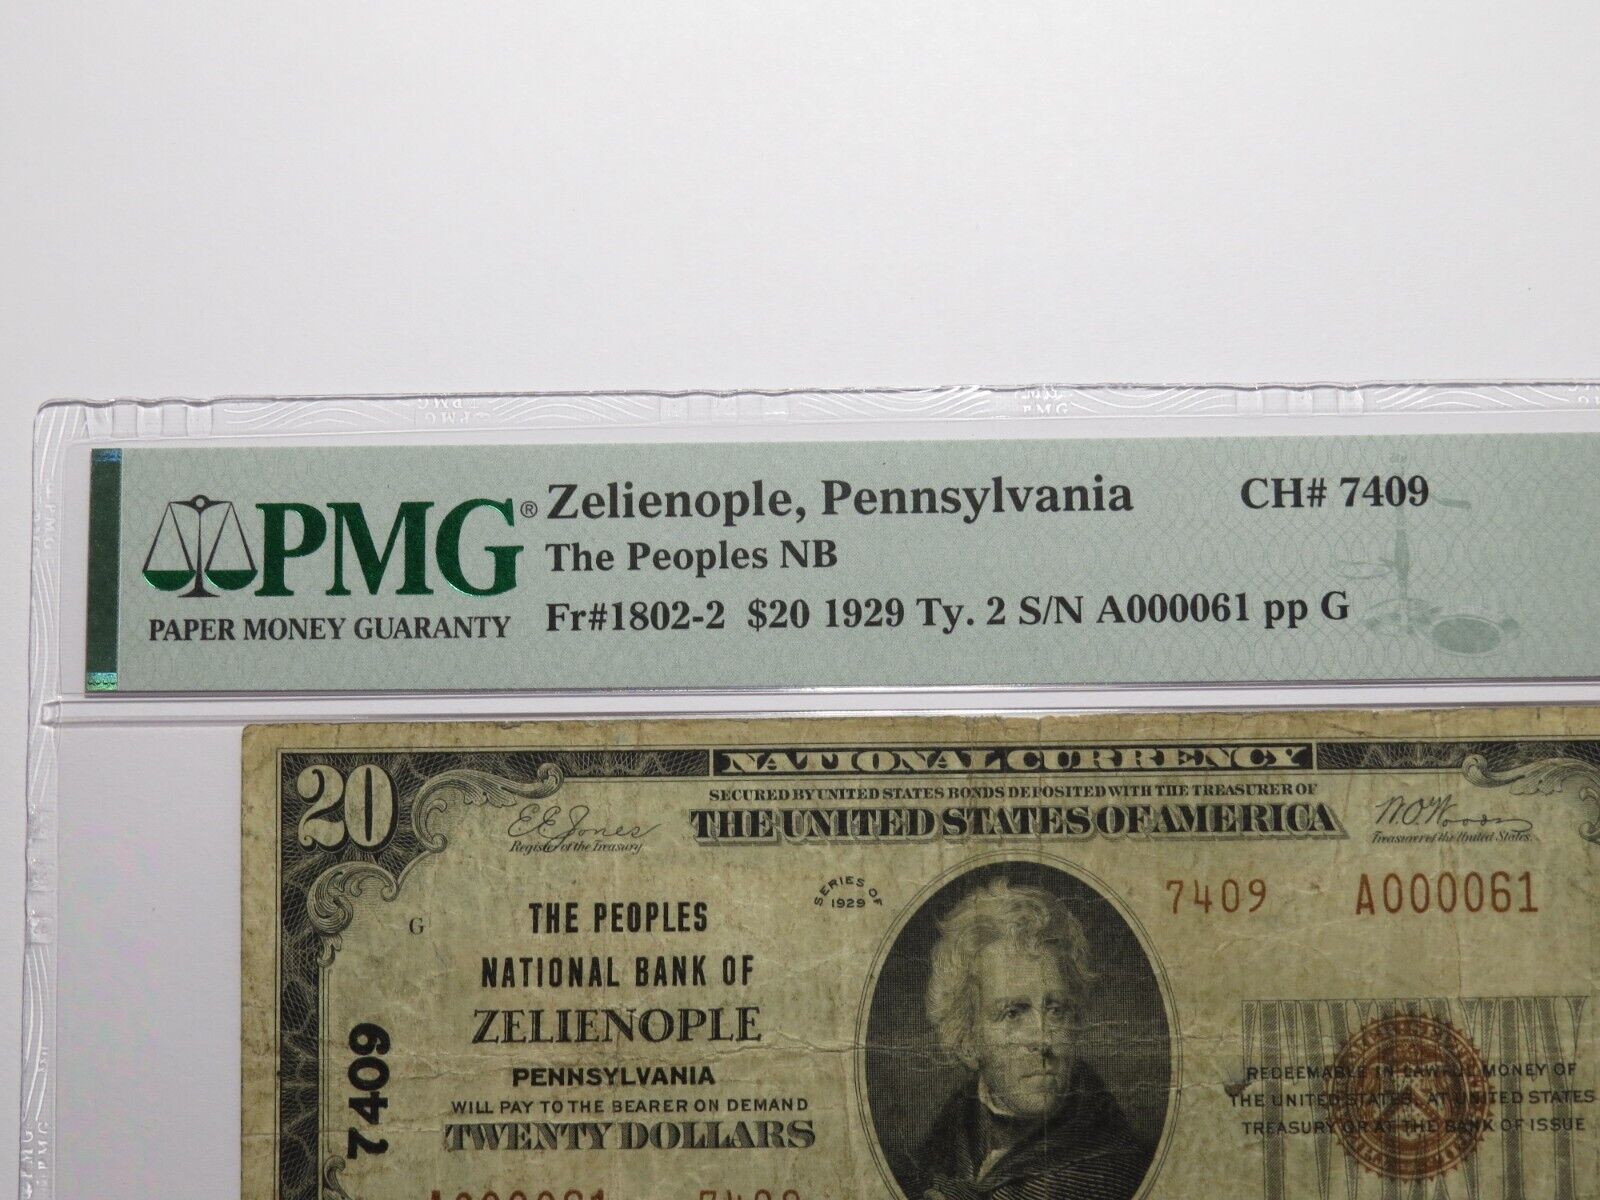 PMG®
PAPER MONEY GUARANTY
Zelienople, Pennsylvania CH# 7409
The Peoples NB
Fr#1802-2 $20 1929 Ty. 2 S/N A000061 pp G
NATIONAL CURRENCY
SECURED BY UNITED STATES BONDS DEPOSITED WITH THE TREASURER OF
THE UNITED STATES OF AMERICA
20
E.E. Jones
Register of the Treasury
W.O. Woods
Treasurer of the United States.
SERIES OF
1929
7409 A000061
G
THE PEOPLES
NATIONAL BANK OF
ZELIENOPLE
PENNSYLVANIA
WILL PAY TO THE BEARER ON DEMAND
TWENTY DOLLARS
7409
REDEEMABLE IN LAWFUL MONEY OF
THE UNITED STATES, AT UNITED STATES
TREASURY OR AT THE BANK OF ISSUE
A000061 7409